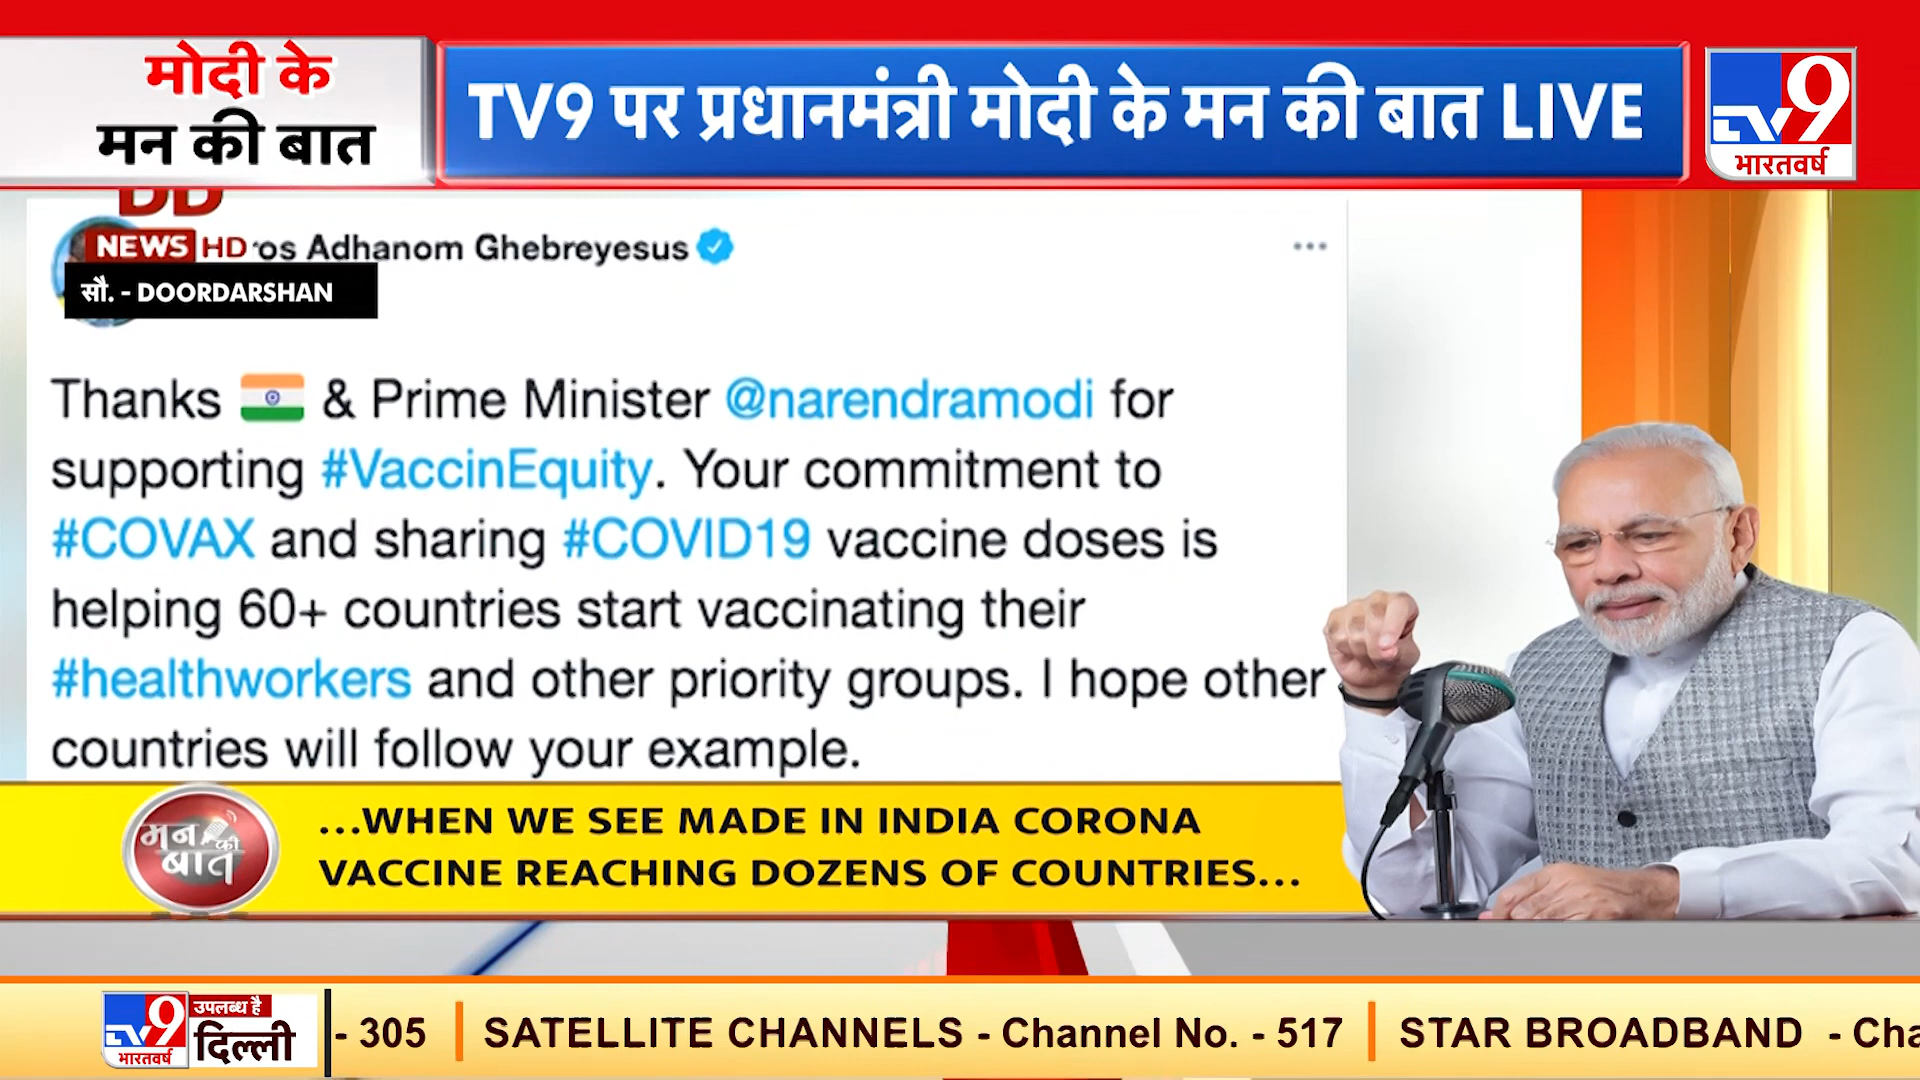 मोदी के
मन की बात
TV9 पर प्रधानमंत्री मोदी के मन की बात LIVE
TV9
भारतवर्ष
DD
NEWS HD
ros Adhanom Ghebreyesus
सौ. - DOORDARSHAN
Thanks 🇮🇳 & Prime Minister @narendramodi for
supporting #VaccinEquity. Your commitment to
#COVAX and sharing #COVID19 vaccine doses is
helping 60+ countries start vaccinating their
#healthworkers and other priority groups. I hope other
countries will follow your example.
मन की बात
...WHEN WE SEE MADE IN INDIA CORONA
VACCINE REACHING DOZENS OF COUNTRIES...
TV9
भारतवर्ष
उपलब्ध है
दिल्ली
- 305 | SATELLITE CHANNELS - Channel No. - 517 | STAR BROADBAND - Cha